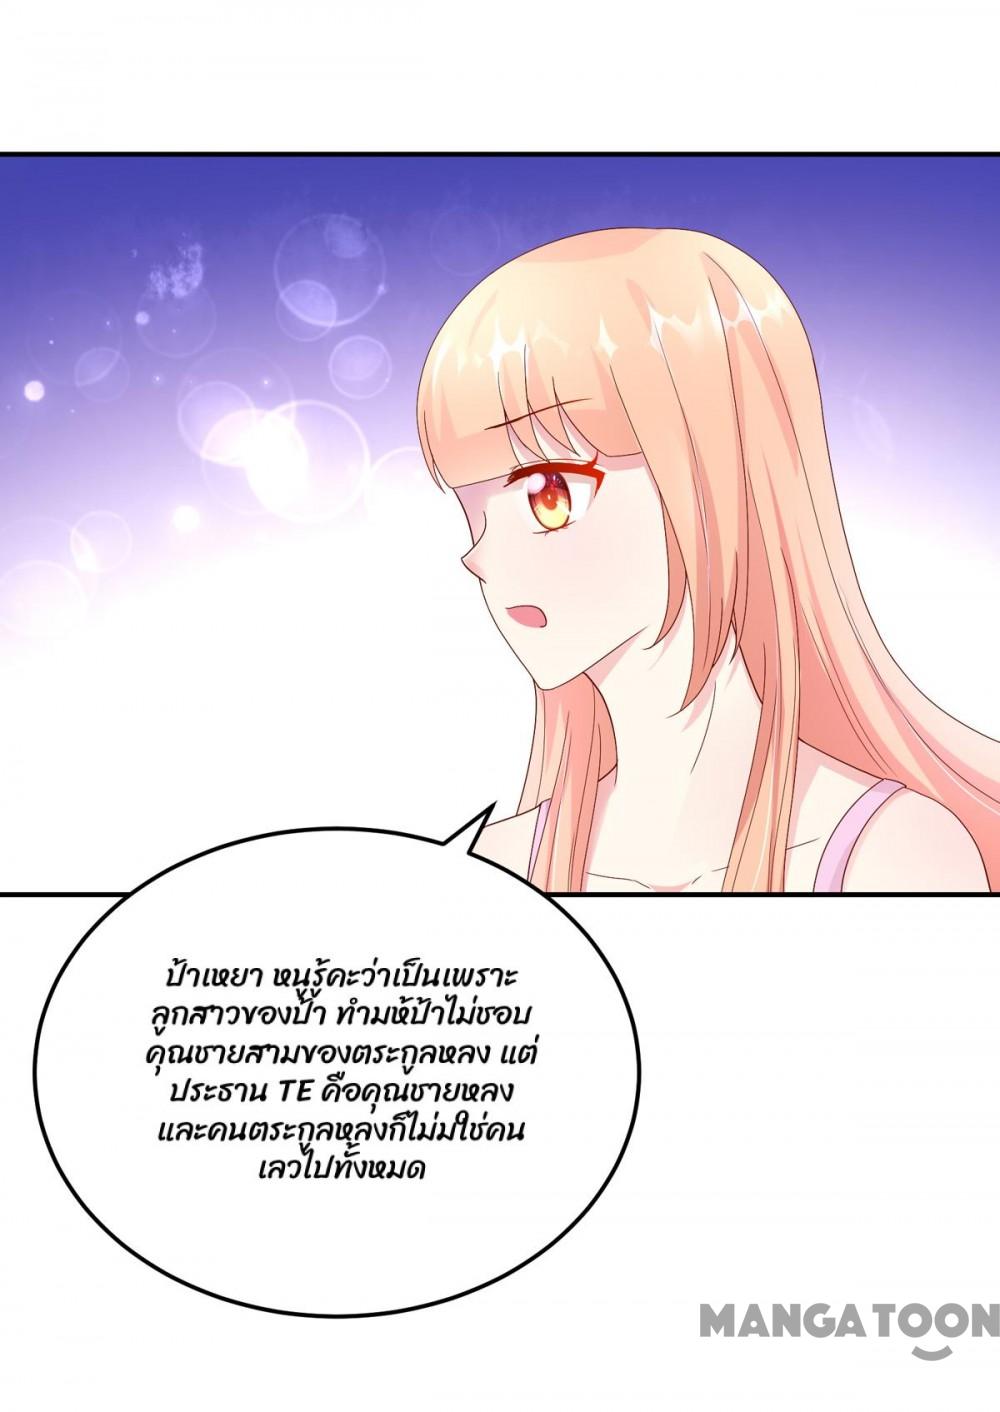 ป้าเหยา หนูรู้คะว่าเป็นเพราะ
ลูกสาวของป้า ทำมห้ป้าไม่ชอบ
คุณชายสามของตระกูลหลง แต่
ประธาน TE คือคุณชายหลง
และคนตระกูลหลงก็ไม่มใช่คน
เลวไปทั้งหมด
MANGATOON